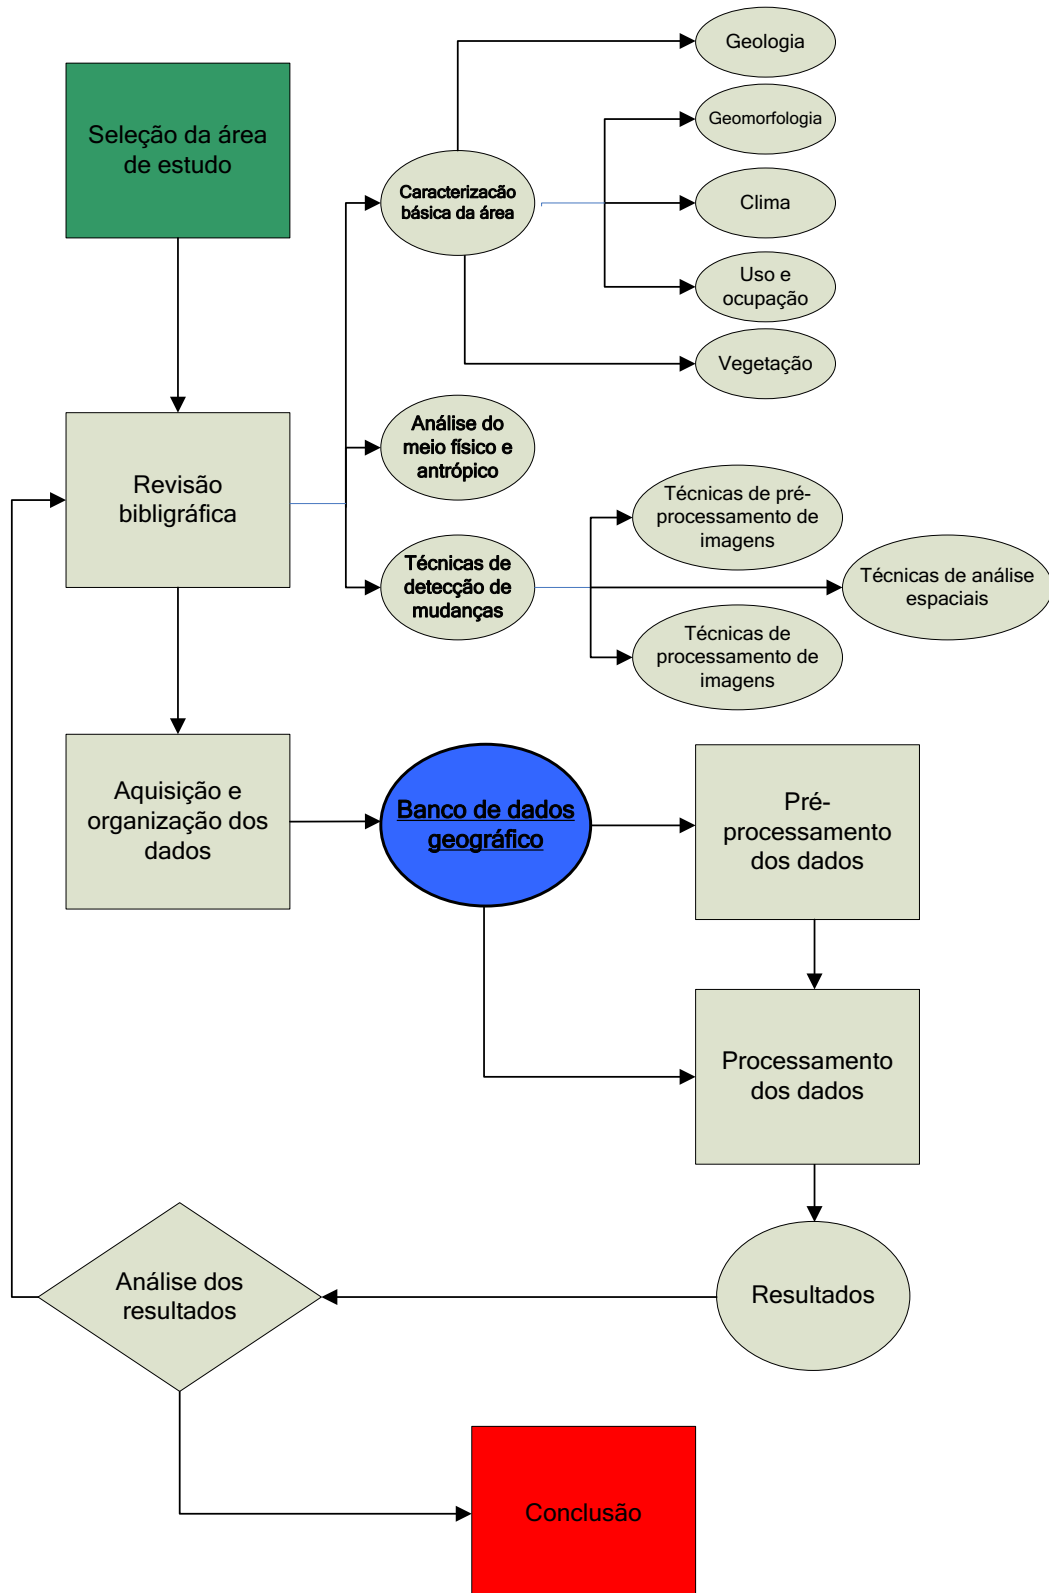 Seleção da área
de estudo
Geologia
Geomorfologia
Caracterizacão
básica da área
Clima
Uso e
ocupação
Vegetação
Análise do
meio físico e
antrópico
Revisão
bibligráfica
Técnicas de pré-
processamento de
imagens
Técnicas de
detecção de
mudanças
Técnicas de análise
espaciais
Técnicas de
processamento de
imagens
Aquisição e
organização dos
dados
Banco de dados
geográfico
Pré-
processamento
dos dados
Processamento
dos dados
Análise dos
resultados
Resultados
Conclusão